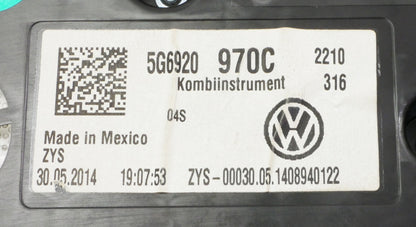 5G6920 970C 2210
Kombiinstrument 316
04S
Made in Mexico
ZYS
30.05.2014 19:07:53 ZYS-00030.05.1408940122